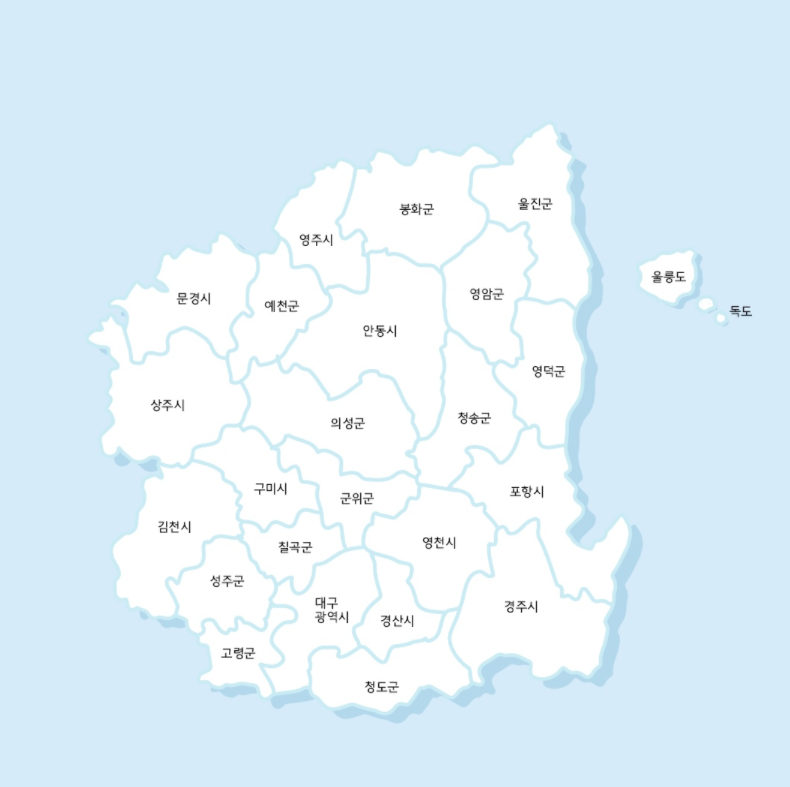 울진군
봉화군
영주시
울릉도
영암군
문경시
예천군
독도
안동시
영덕군
상주시
청송군
의성군
구미시
포항시
군위군
김천시
영천시
칠곡군
성주군
대구
광역시
경주시
경산시
고령군
청도군